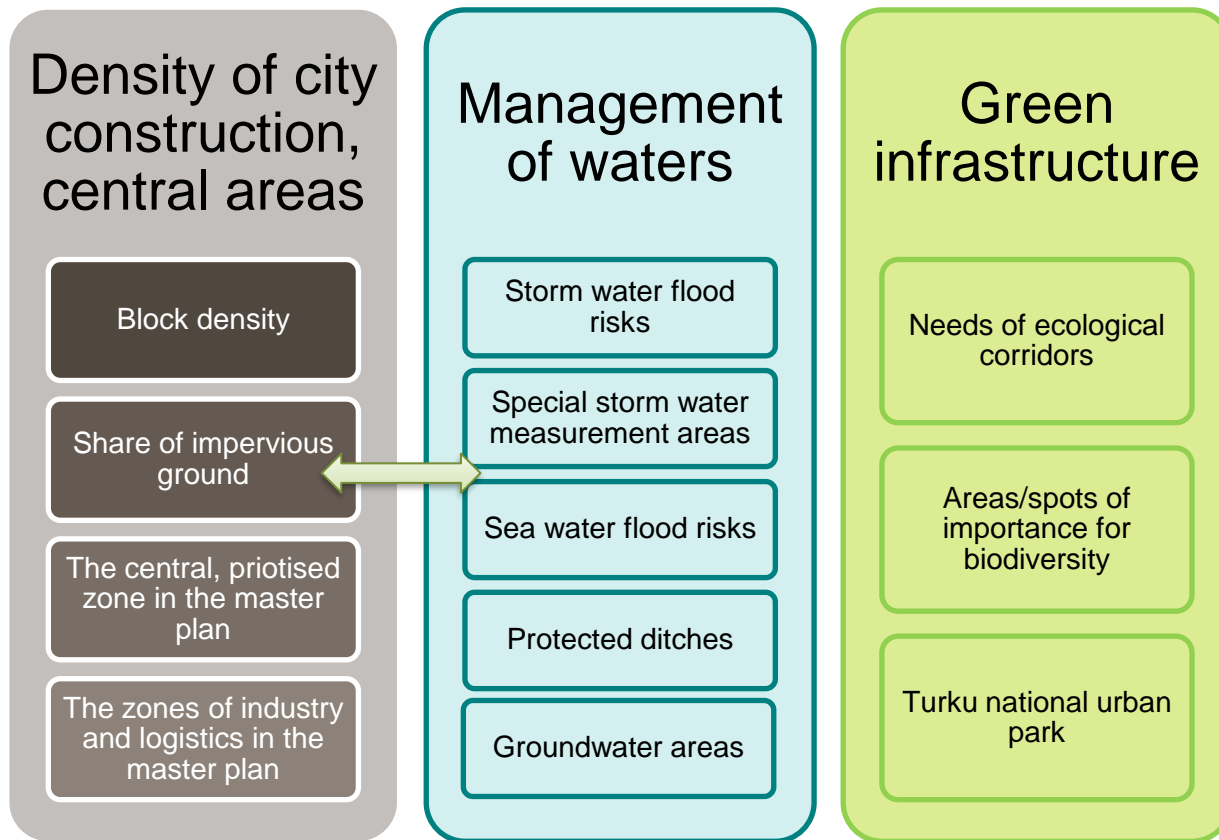 Density of city
construction,
central areas
Block density
Share of impervious
ground
The central, priotised
zone in the master
plan
The zones of industry
and logistics in the
master plan
Management
of waters
Storm water flood
risks
Special storm water
measurement areas
Sea water flood risks
Protected ditches
Groundwater areas
Green
infrastructure
Needs of ecological
corridors
Areas/spots of
importance for
biodiversity
Turku national urban
park